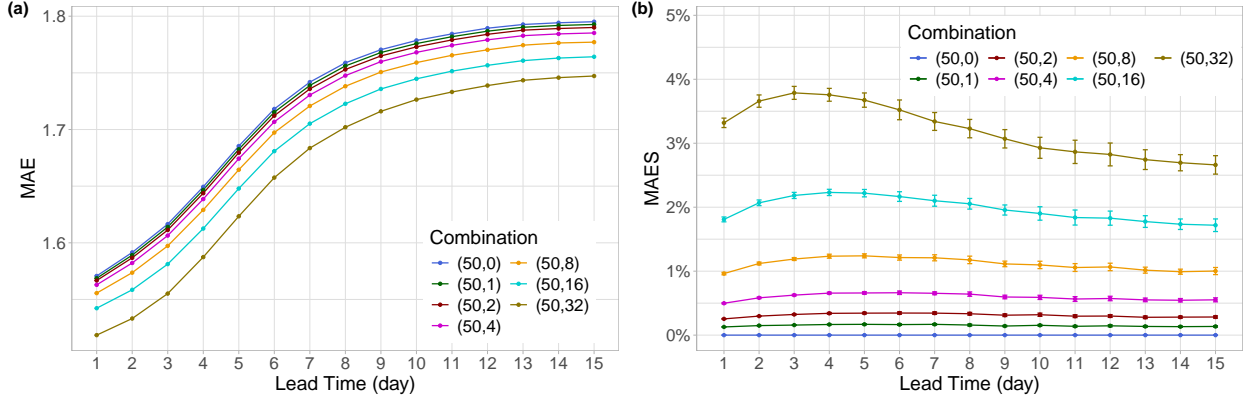 (a)
1.8
1.7
1.6
MAE
Combination
(50,0) (50,8)
(50,1) (50,16)
(50,2) (50,32)
(50,4)
1 2 3 4 5 6 7 8 9 10 11 12 13 14 15
Lead Time (day)
(b)
5%
4%
3%
2%
1%
0%
MAES
Combination
(50,0) (50,2) (50,8) (50,32)
(50,1) (50,4) (50,16)
1 2 3 4 5 6 7 8 9 10 11 12 13 14 15
Lead Time (day)